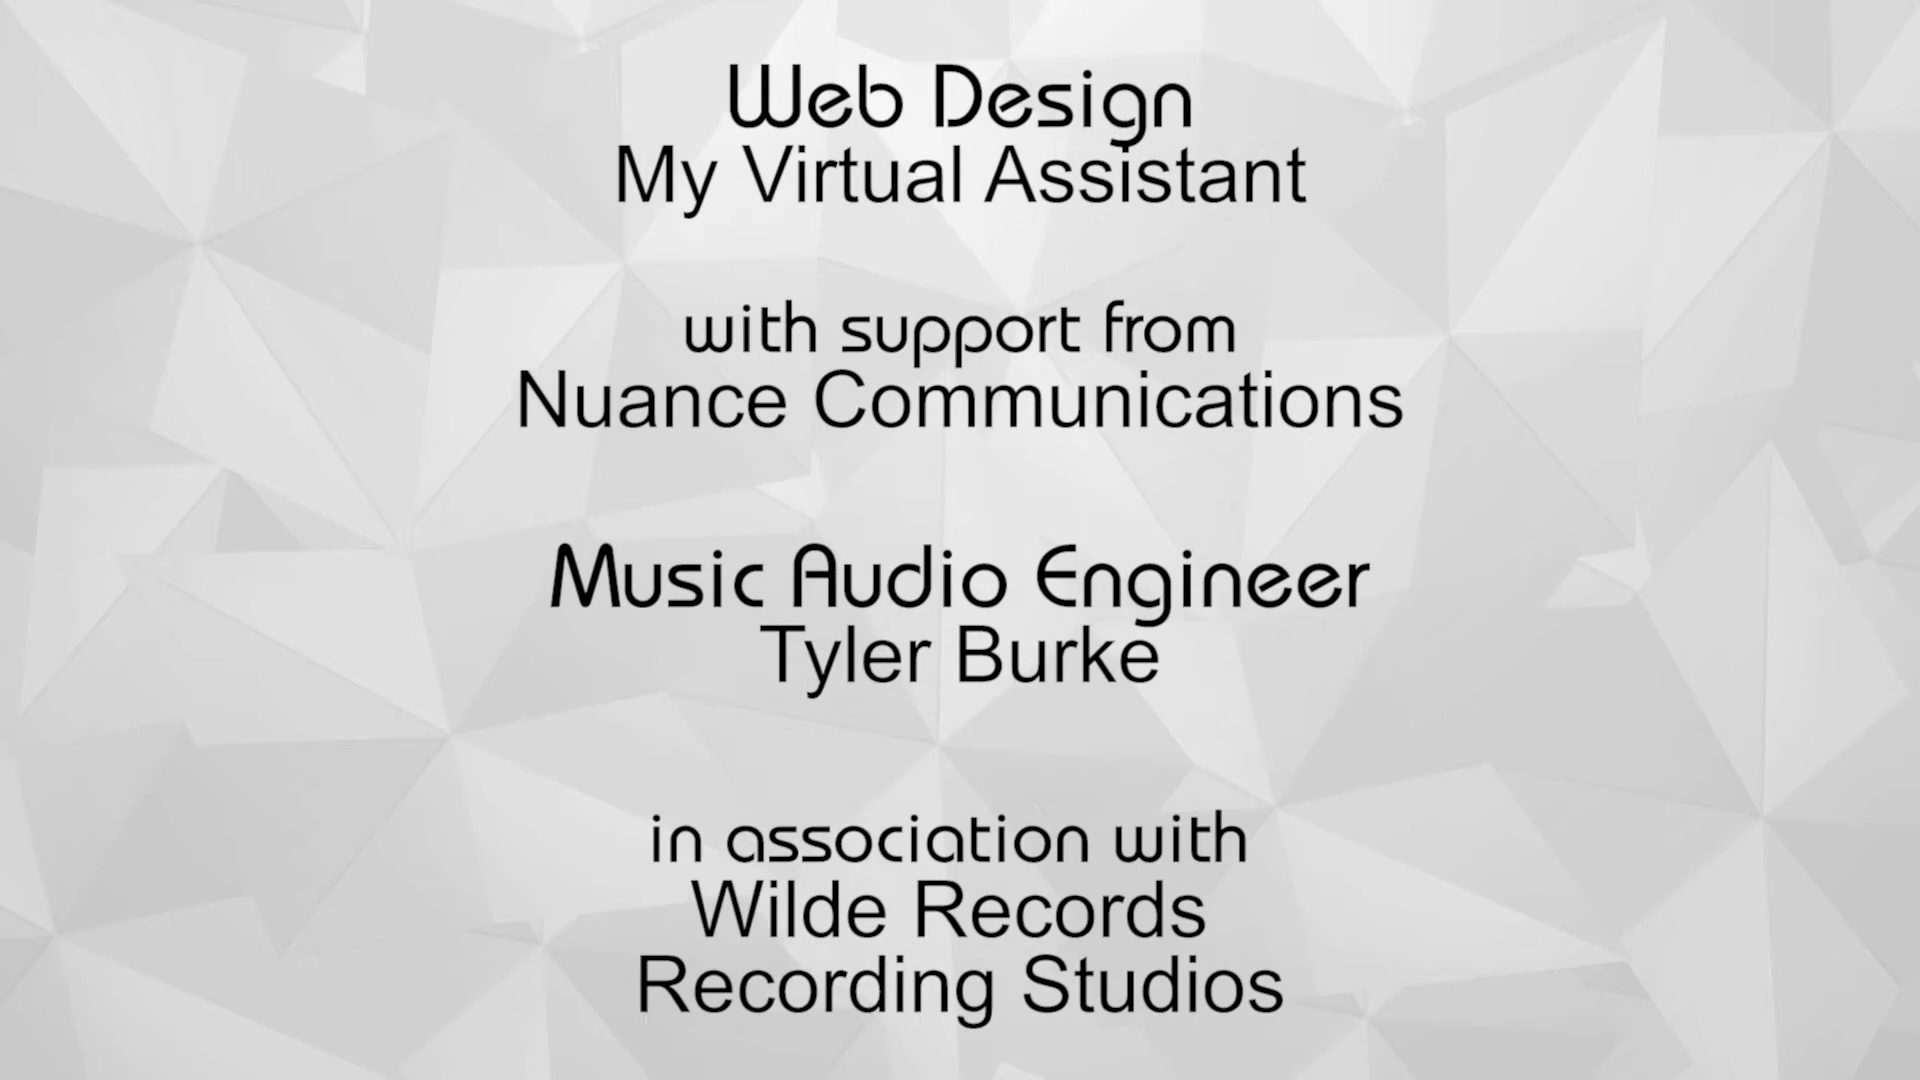 Web Design
My Virtual Assistant
with support from
Nuance Communications
Music Audio Engineer
Tyler Burke
in association with
Wilde Records
Recording Studios